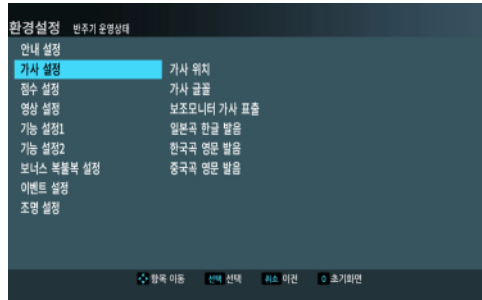 환경설정 반주기 운영상태
안내 설정
가사 설정 가사 위치
점수 설정 가사 글꼴
영상 설정 보조모니터 가사 표출
기능 설정1 일본곡 한글 발음
기능 설정2 한국곡 영문 발음
보너스 복불복 설정 중국곡 영문 발음
이벤트 설정
조명 설정
항목 이동 선택 선택 취소 이전 0 초기화면